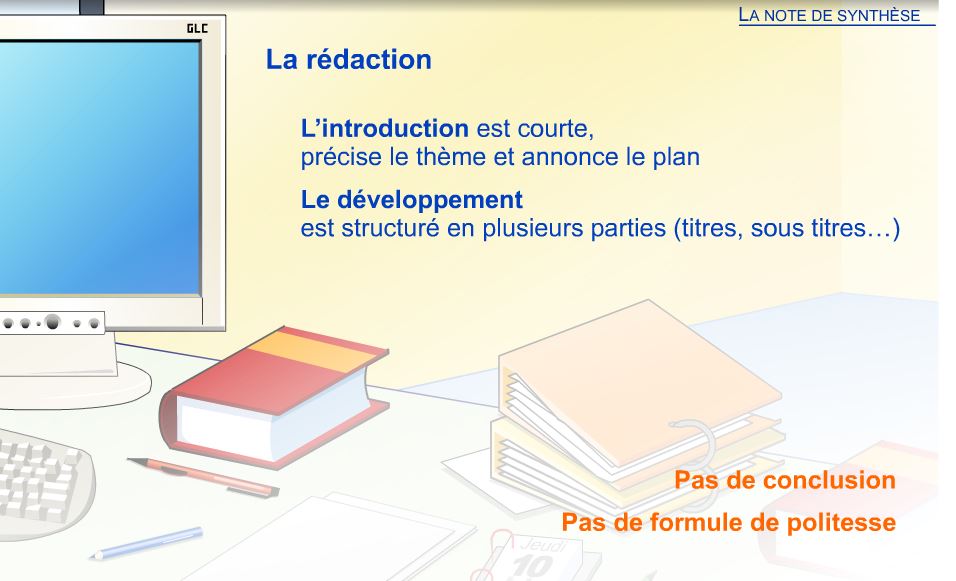 LA NOTE DE SYNTHÈSE
GLC
La rédaction
L'introduction est courte,
précise le thème et annonce le plan
Le développement
est structuré en plusieurs parties (titres, sous titres…)
Pas de conclusion
Pas de formule de politesse
Jeudi
10